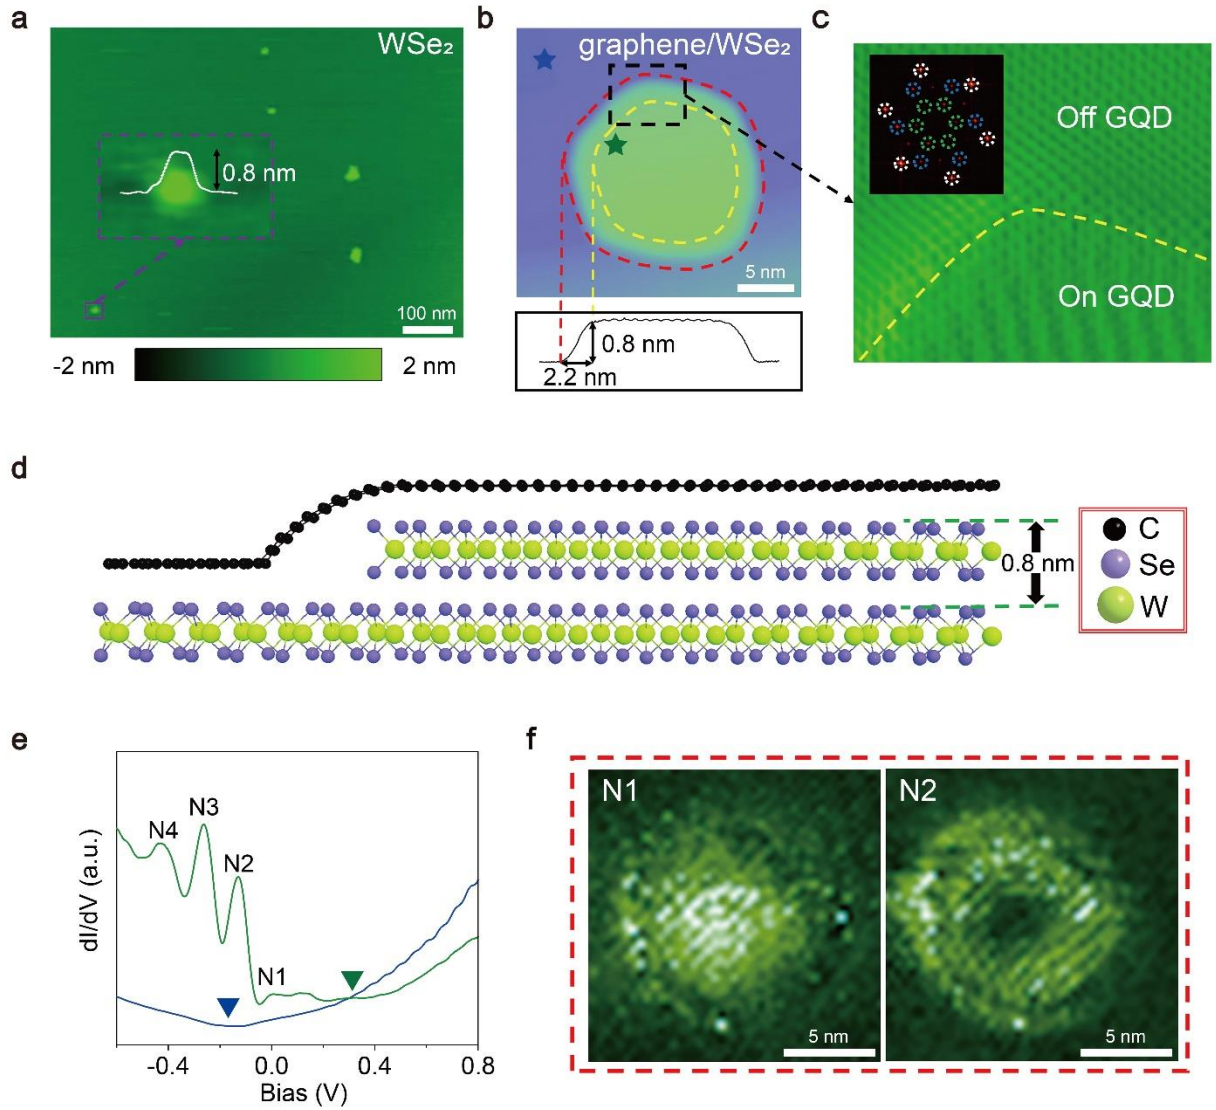 a
WSe₂
0.8 nm
100 nm
-2 nm
2 nm
b
graphene/WSe₂
5 nm
0.8 nm
2.2 nm
c
Off GQD
On GQD
d
0.8 nm
C
Se
W
e
N4
N3
N2
N1
dI/dV (a.u.)
-0.4
0.0
0.4
0.8
Bias (V)
f
N1
5 nm
N2
5 nm